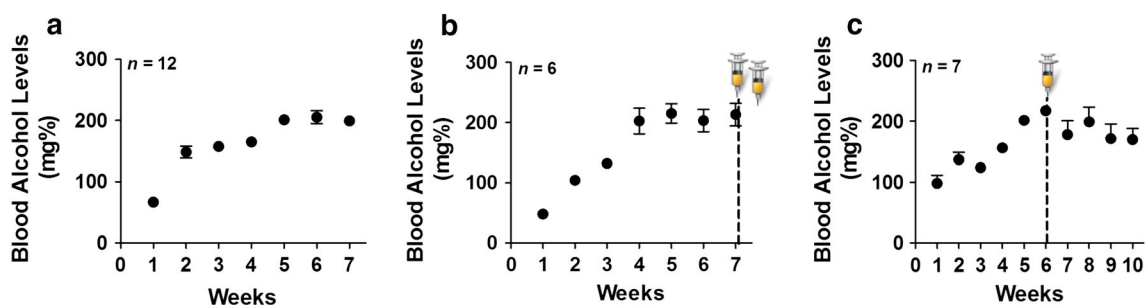 a
Blood Alcohol Levels
(mg%)
300
200
100
0
n = 12
0 1 2 3 4 5 6 7
Weeks
b
Blood Alcohol Levels
(mg%)
300
200
100
0
n = 6
0 1 2 3 4 5 6 7
Weeks
c
Blood Alcohol Levels
(mg%)
300
200
100
0
n = 7
0 1 2 3 4 5 6 7 8 9 10
Weeks